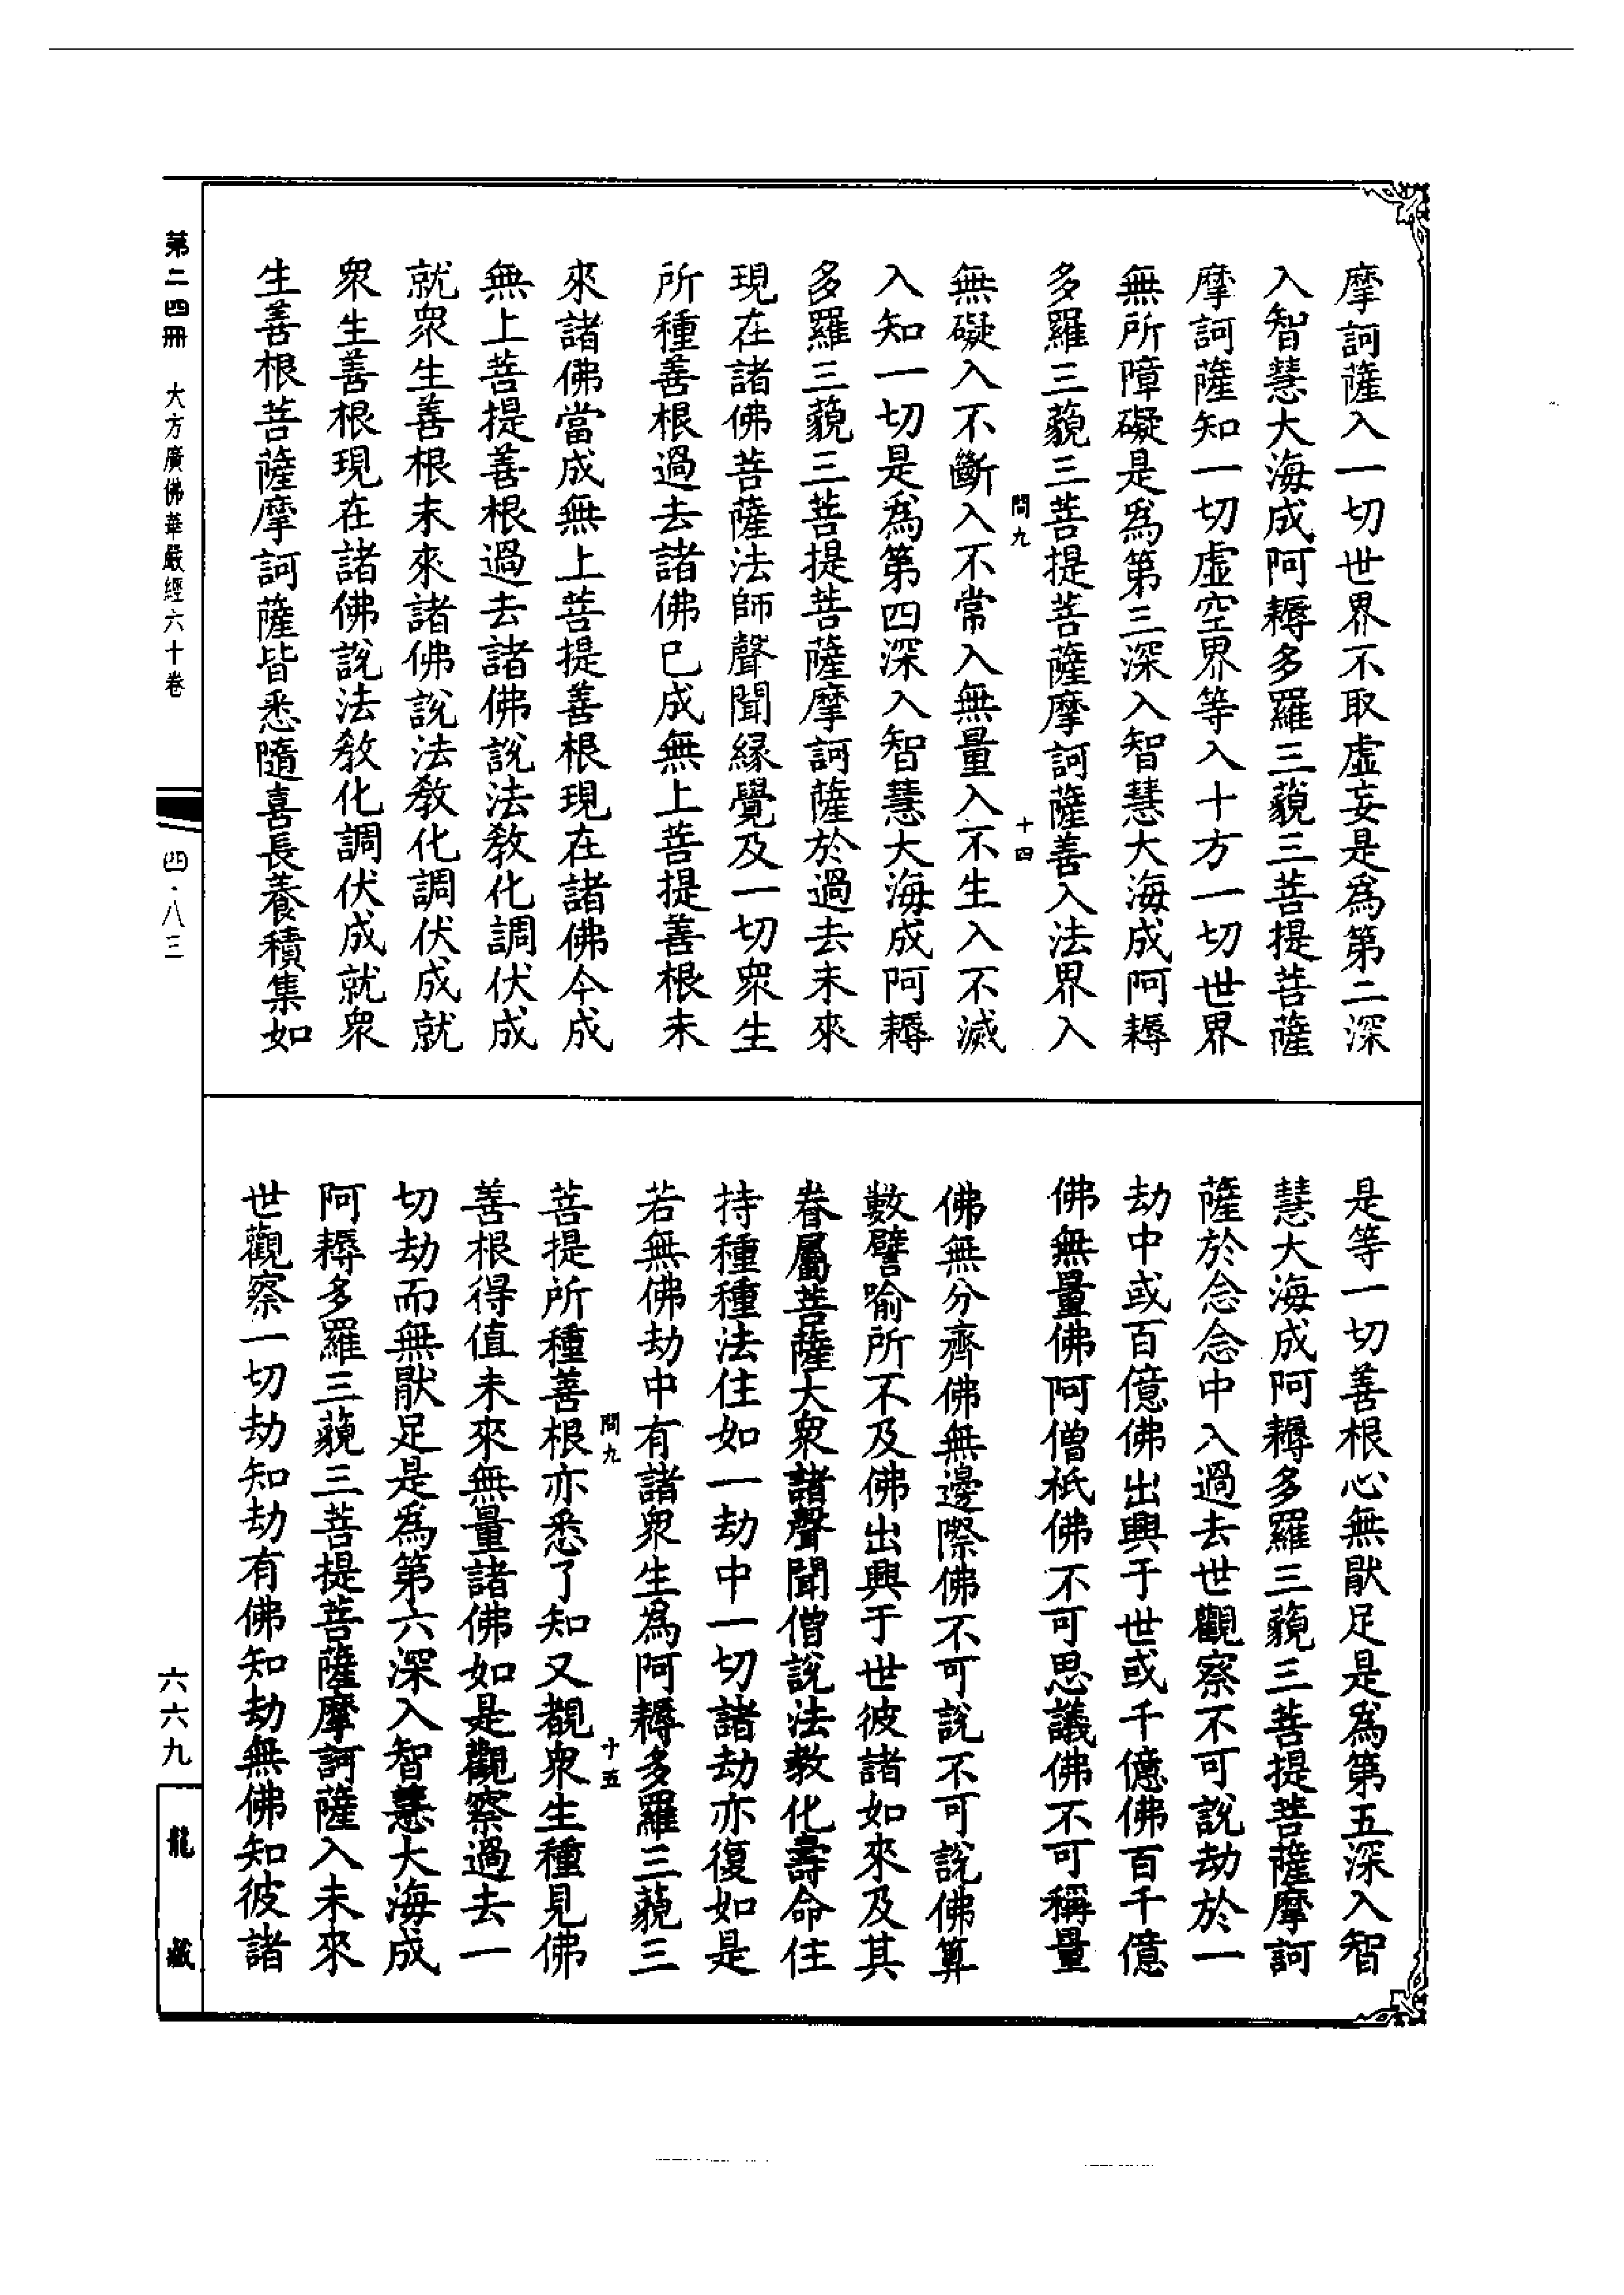 摩訶薩入一切世界不取虛妄是為第二深
入智慧大海成阿耨多羅三藐三菩提菩薩
摩訶薩知一切虛空界等入十方一切世界
無所障礙是為第三深入智慧大海成阿耨
多羅三藐三菩提菩薩摩訶薩善入法界入
問九 十四
無礙入不斷入不常入無量入不生入不滅
入知一切是為第四深入智慧大海成阿耨
多羅三藐三菩提菩薩摩訶薩於過去未來
現在諸佛菩薩法師聲聞緣覺及一切衆生
所種善根過去諸佛已成無上菩提善根未
來諸佛當成無上菩提善根現在諸佛今成
無上菩提善根過去諸佛說法敎化調伏成
就衆生善根未來諸佛說法敎化調伏成就
衆生善根現在諸佛說法敎化調伏成就衆
生善根菩薩摩訶薩皆悉隨喜長養積集如
是等一切善根心無猒足是為第五深入智
慧大海成阿耨多羅三藐三菩提菩薩摩訶
薩於念念中入過去世觀察不可說劫於一
劫中或百億佛出興于世或千億佛百千億
佛無量佛阿僧祇佛不可思議佛不可稱量
佛無分齊佛無邊際佛不可說不可說佛算
數譬喻所不及佛出興于世彼諸如來及其
眷屬菩薩大衆諸聲聞僧說法教化壽命住
持種種法住如一劫中一切諸劫亦復如是
若無佛劫中有諸衆生為阿耨多羅三藐三
問九 十五
菩提所種善根亦悉了知又覩衆生種見佛
善根得值未來無量諸佛如是觀察過去一
切劫而無猒足是為第六深入智慧大海成
阿耨多羅三藐三菩提菩薩摩訶薩入未來
世觀察一切劫知劫有佛知劫無佛知彼諸
第二四冊 大方廣佛華嚴經六十卷 四·八三
六六九
龍藏